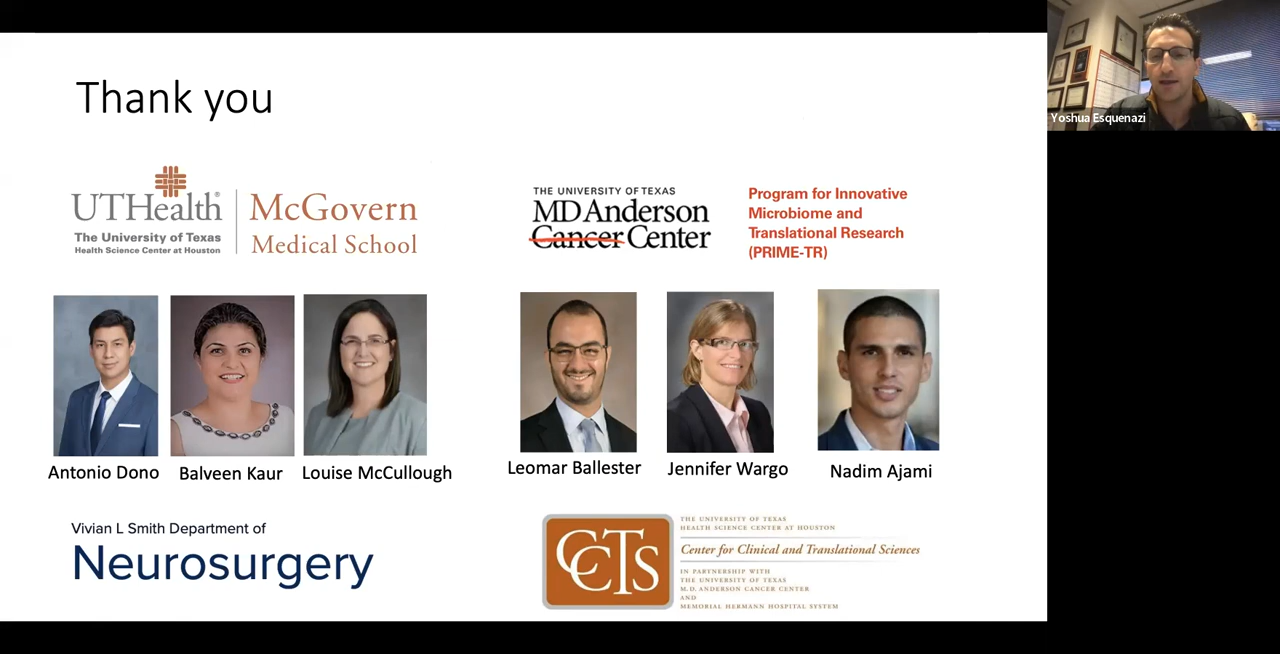 Thank you
Yoshua Esquenazi
UTHealth®
The University of Texas
Health Science Center at Houston
McGovern
Medical School
THE UNIVERSITY OF TEXAS
MD Anderson
Cancer Center
Program for Innovative
Microbiome and
Translational Research
(PRIME-TR)
Antonio Dono
Balveen Kaur
Louise McCullough
Leomar Ballester
Jennifer Wargo
Nadim Ajami
Vivian L Smith Department of
Neurosurgery
CCTS
THE UNIVERSITY OF TEXAS
HEALTH SCIENCE CENTER AT HOUSTON
Center for Clinical and Translational Sciences
IN PARTNERSHIP WITH
THE UNIVERSITY OF TEXAS
M.D. ANDERSON CANCER CENTER
AND
MEMORIAL HERMANN HOSPITAL SYSTEM